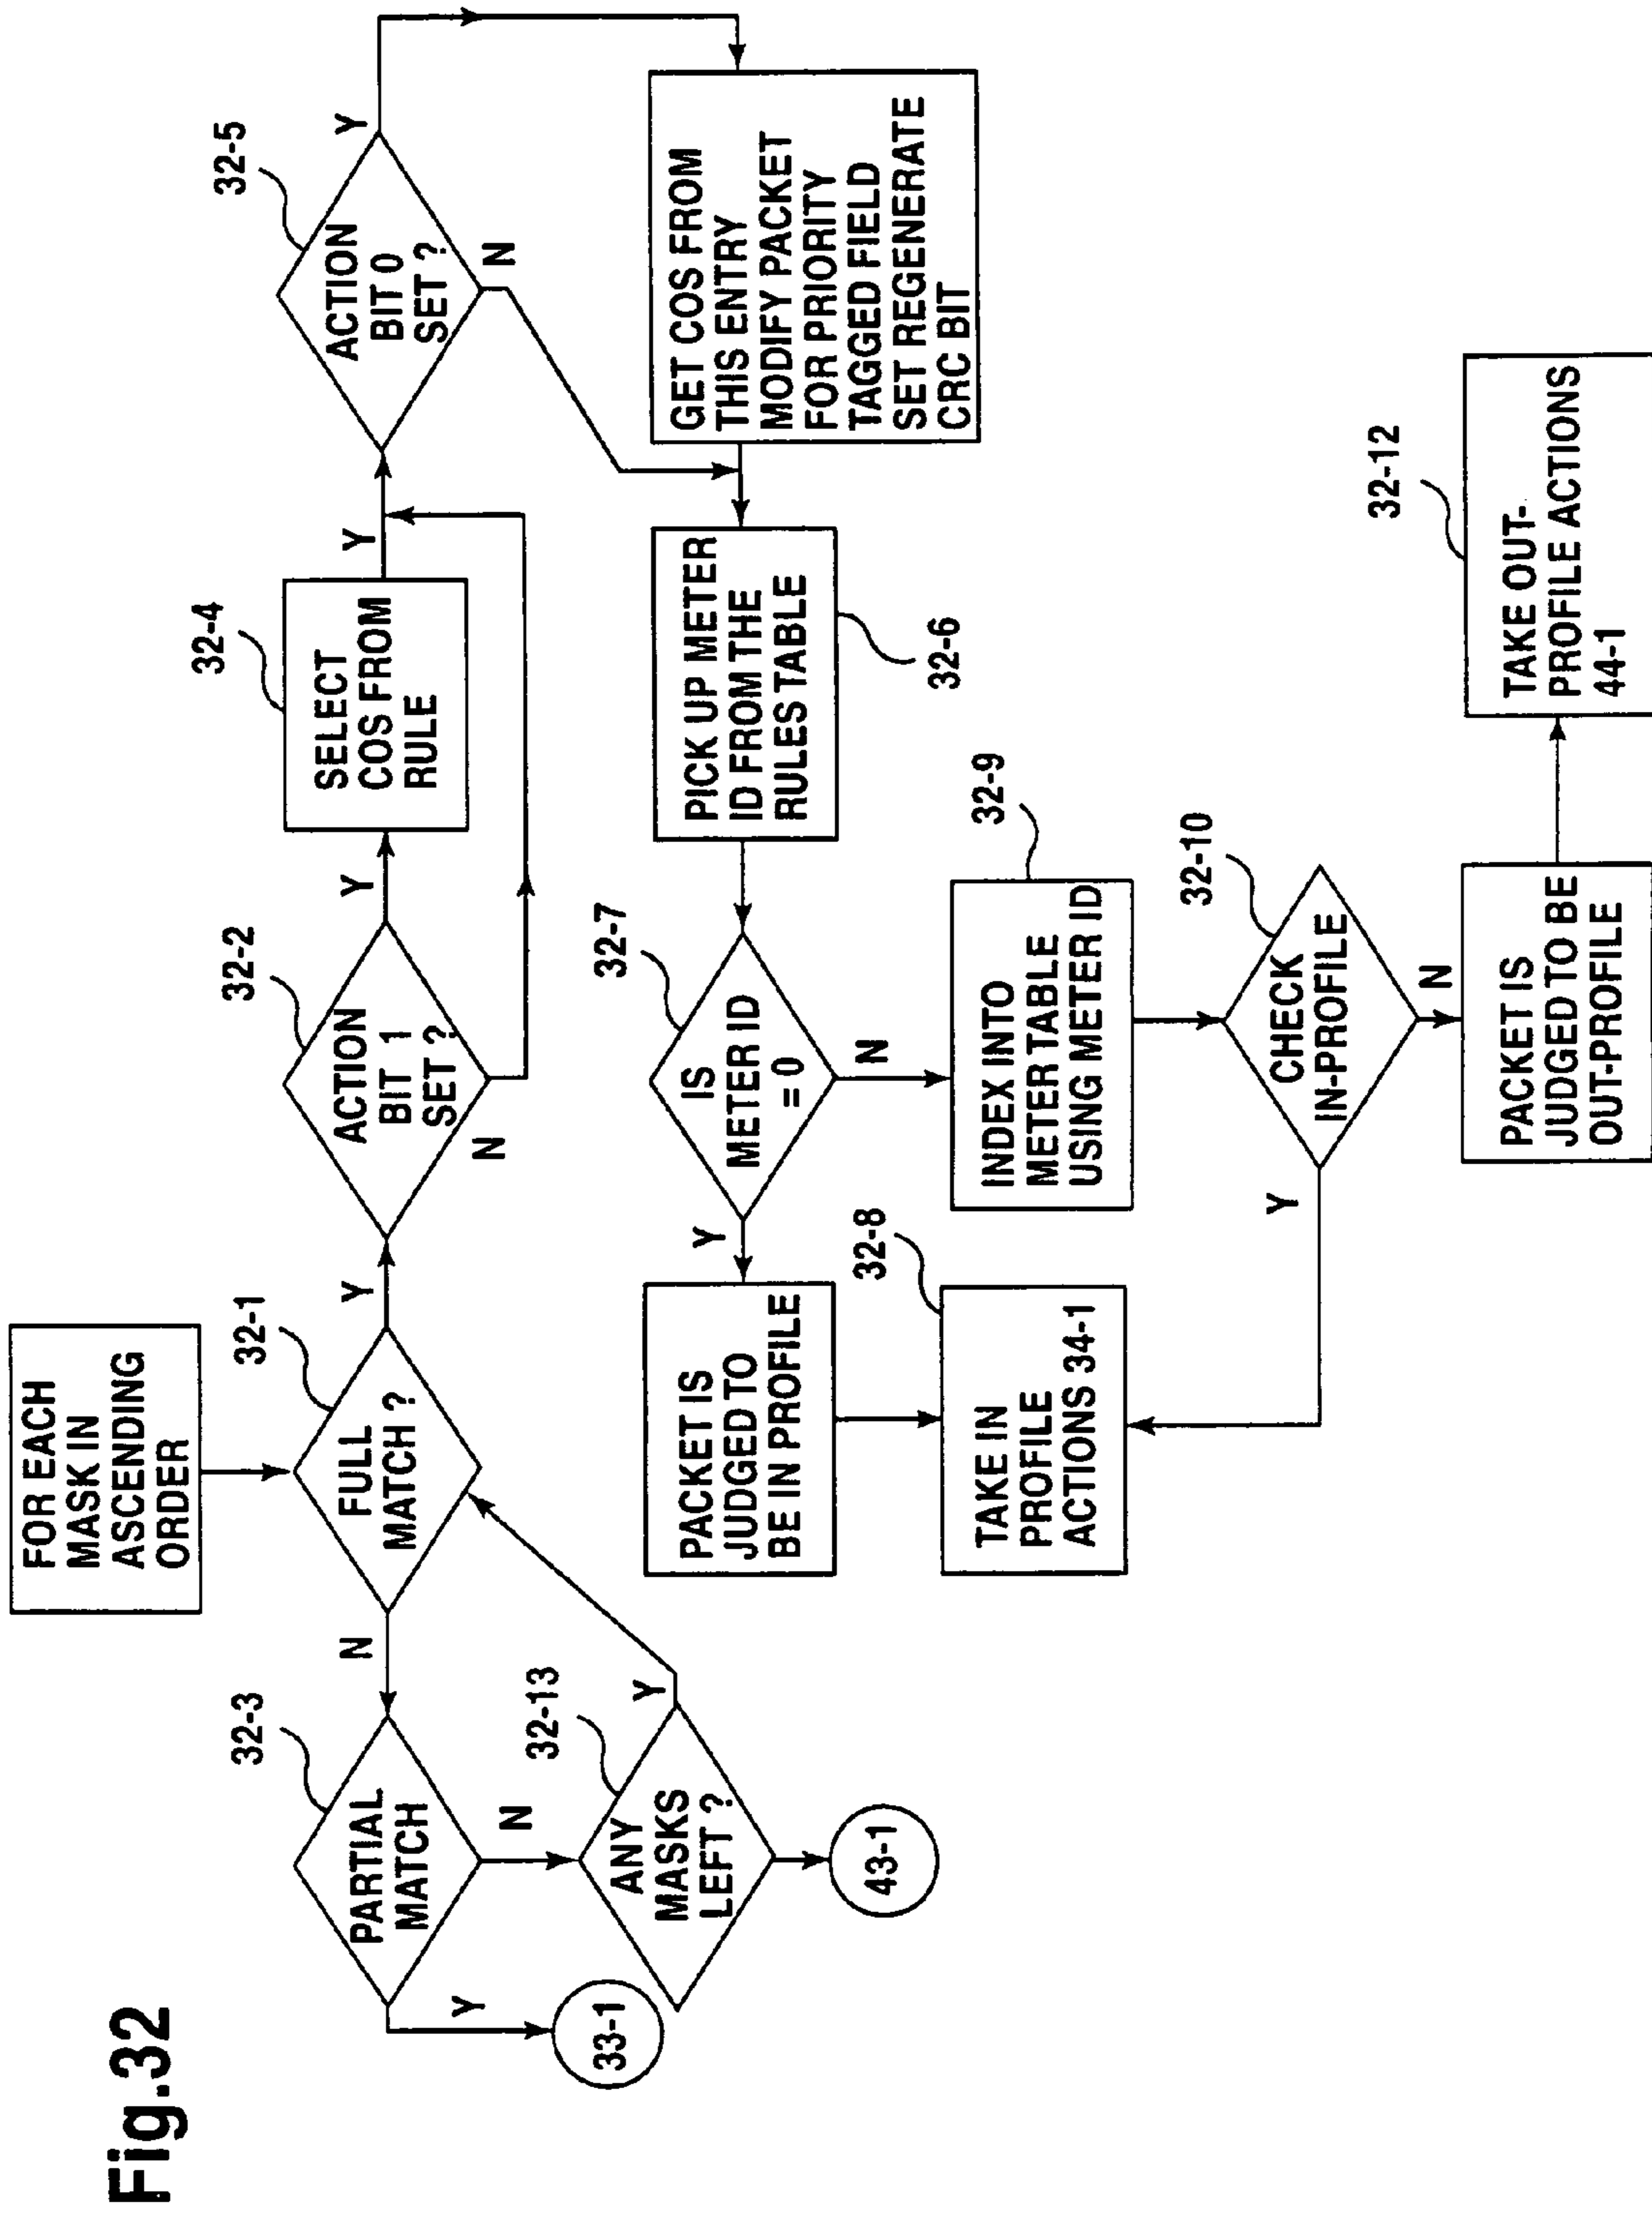 Fig.32
FOR EACH
MASK IN
ASCENDING
ORDER
32-3
PARTIAL
MATCH
N
32-1
FULL
MATCH ?
Y
32-2
ACTION
BIT 1
SET ?
Y
N
32-4
SELECT
COS FROM
RULE
Y
32-5
ACTION
BIT 0
SET ?
Y
N
Y
33-1
N
32-13
ANY
MASKS
LEFT ?
Y
43-1
GET COS FROM
THIS ENTRY
MODIFY PACKET
FOR PRIORITY
TAGGED FIELD
SET REGENERATE
CRC BIT
PICK UP METER
ID FROM THE
RULES TABLE
32-6
32-7
IS
METER ID
= 0
Y
N
PACKET IS
JUDGED TO
BE IN PROFILE
32-8
TAKE IN
PROFILE
ACTIONS 34-1
32-9
INDEX INTO
METER TABLE
USING METER ID
32-10
CHECK
IN-PROFILE
Y
N
PACKET IS
JUDGED TO BE
OUT-PROFILE
32-12
TAKE OUT-
PROFILE ACTIONS
44-1